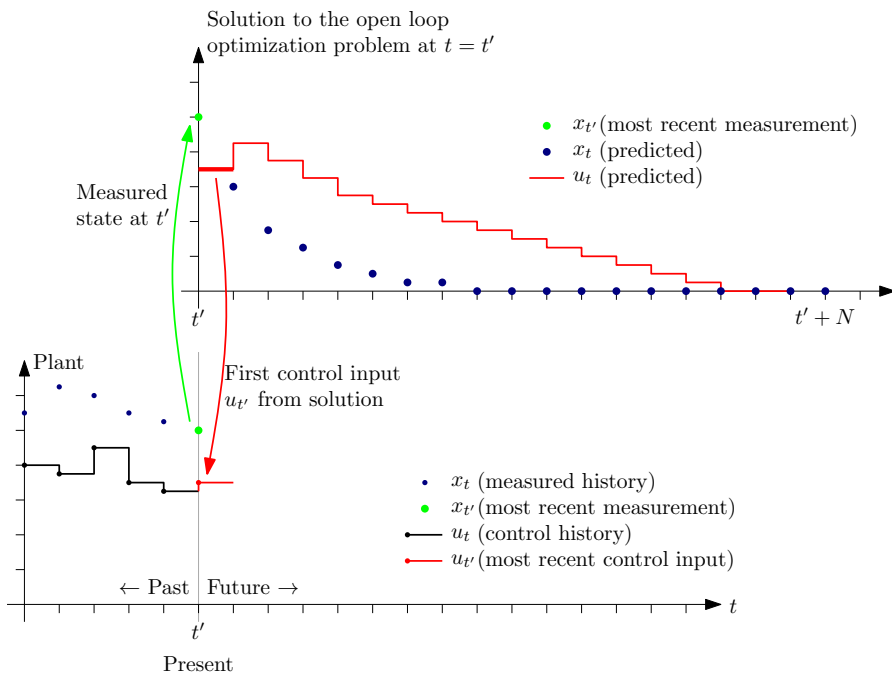 Solution to the open loop
optimization problem at t = t′
x_{t′}(most recent measurement)
x_t (predicted)
u_t (predicted)
Measured
state at t′
t′
t′ + N
Plant
First control input
u_{t′} from solution
x_t (measured history)
x_{t′}(most recent measurement)
u_t (control history)
u_{t′}(most recent control input)
← Past
Future →
t
t′
Present